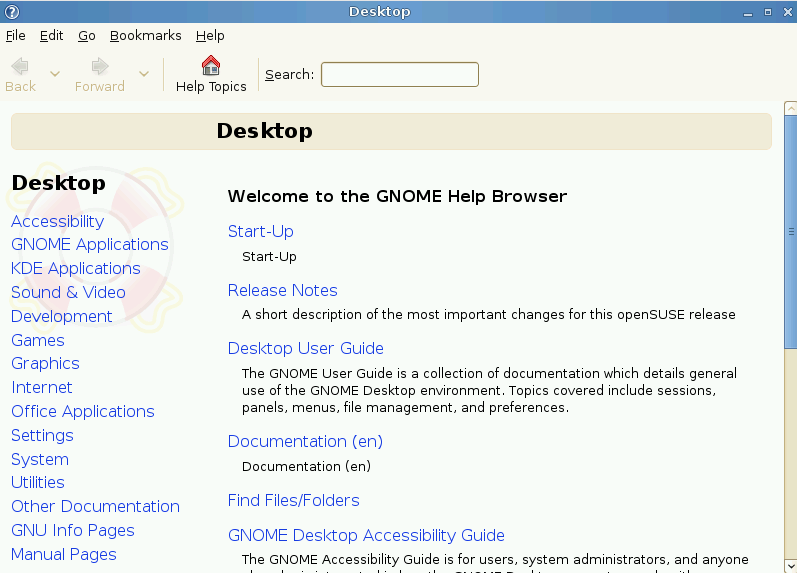 Desktop
File Edit Go Bookmarks Help
Back Forward Help Topics Search:
Desktop
Desktop
Accessibility
GNOME Applications
KDE Applications
Sound & Video
Development
Games
Graphics
Internet
Office Applications
Settings
System
Utilities
Other Documentation
GNU Info Pages
Manual Pages
Welcome to the GNOME Help Browser
Start-Up
Start-Up
Release Notes
A short description of the most important changes for this openSUSE release
Desktop User Guide
The GNOME User Guide is a collection of documentation which details general
use of the GNOME Desktop environment. Topics covered include sessions,
panels, menus, file management, and preferences.
Documentation (en)
Documentation (en)
Find Files/Folders
GNOME Desktop Accessibility Guide
The GNOME Accessibility Guide is for users, system administrators, and anyone